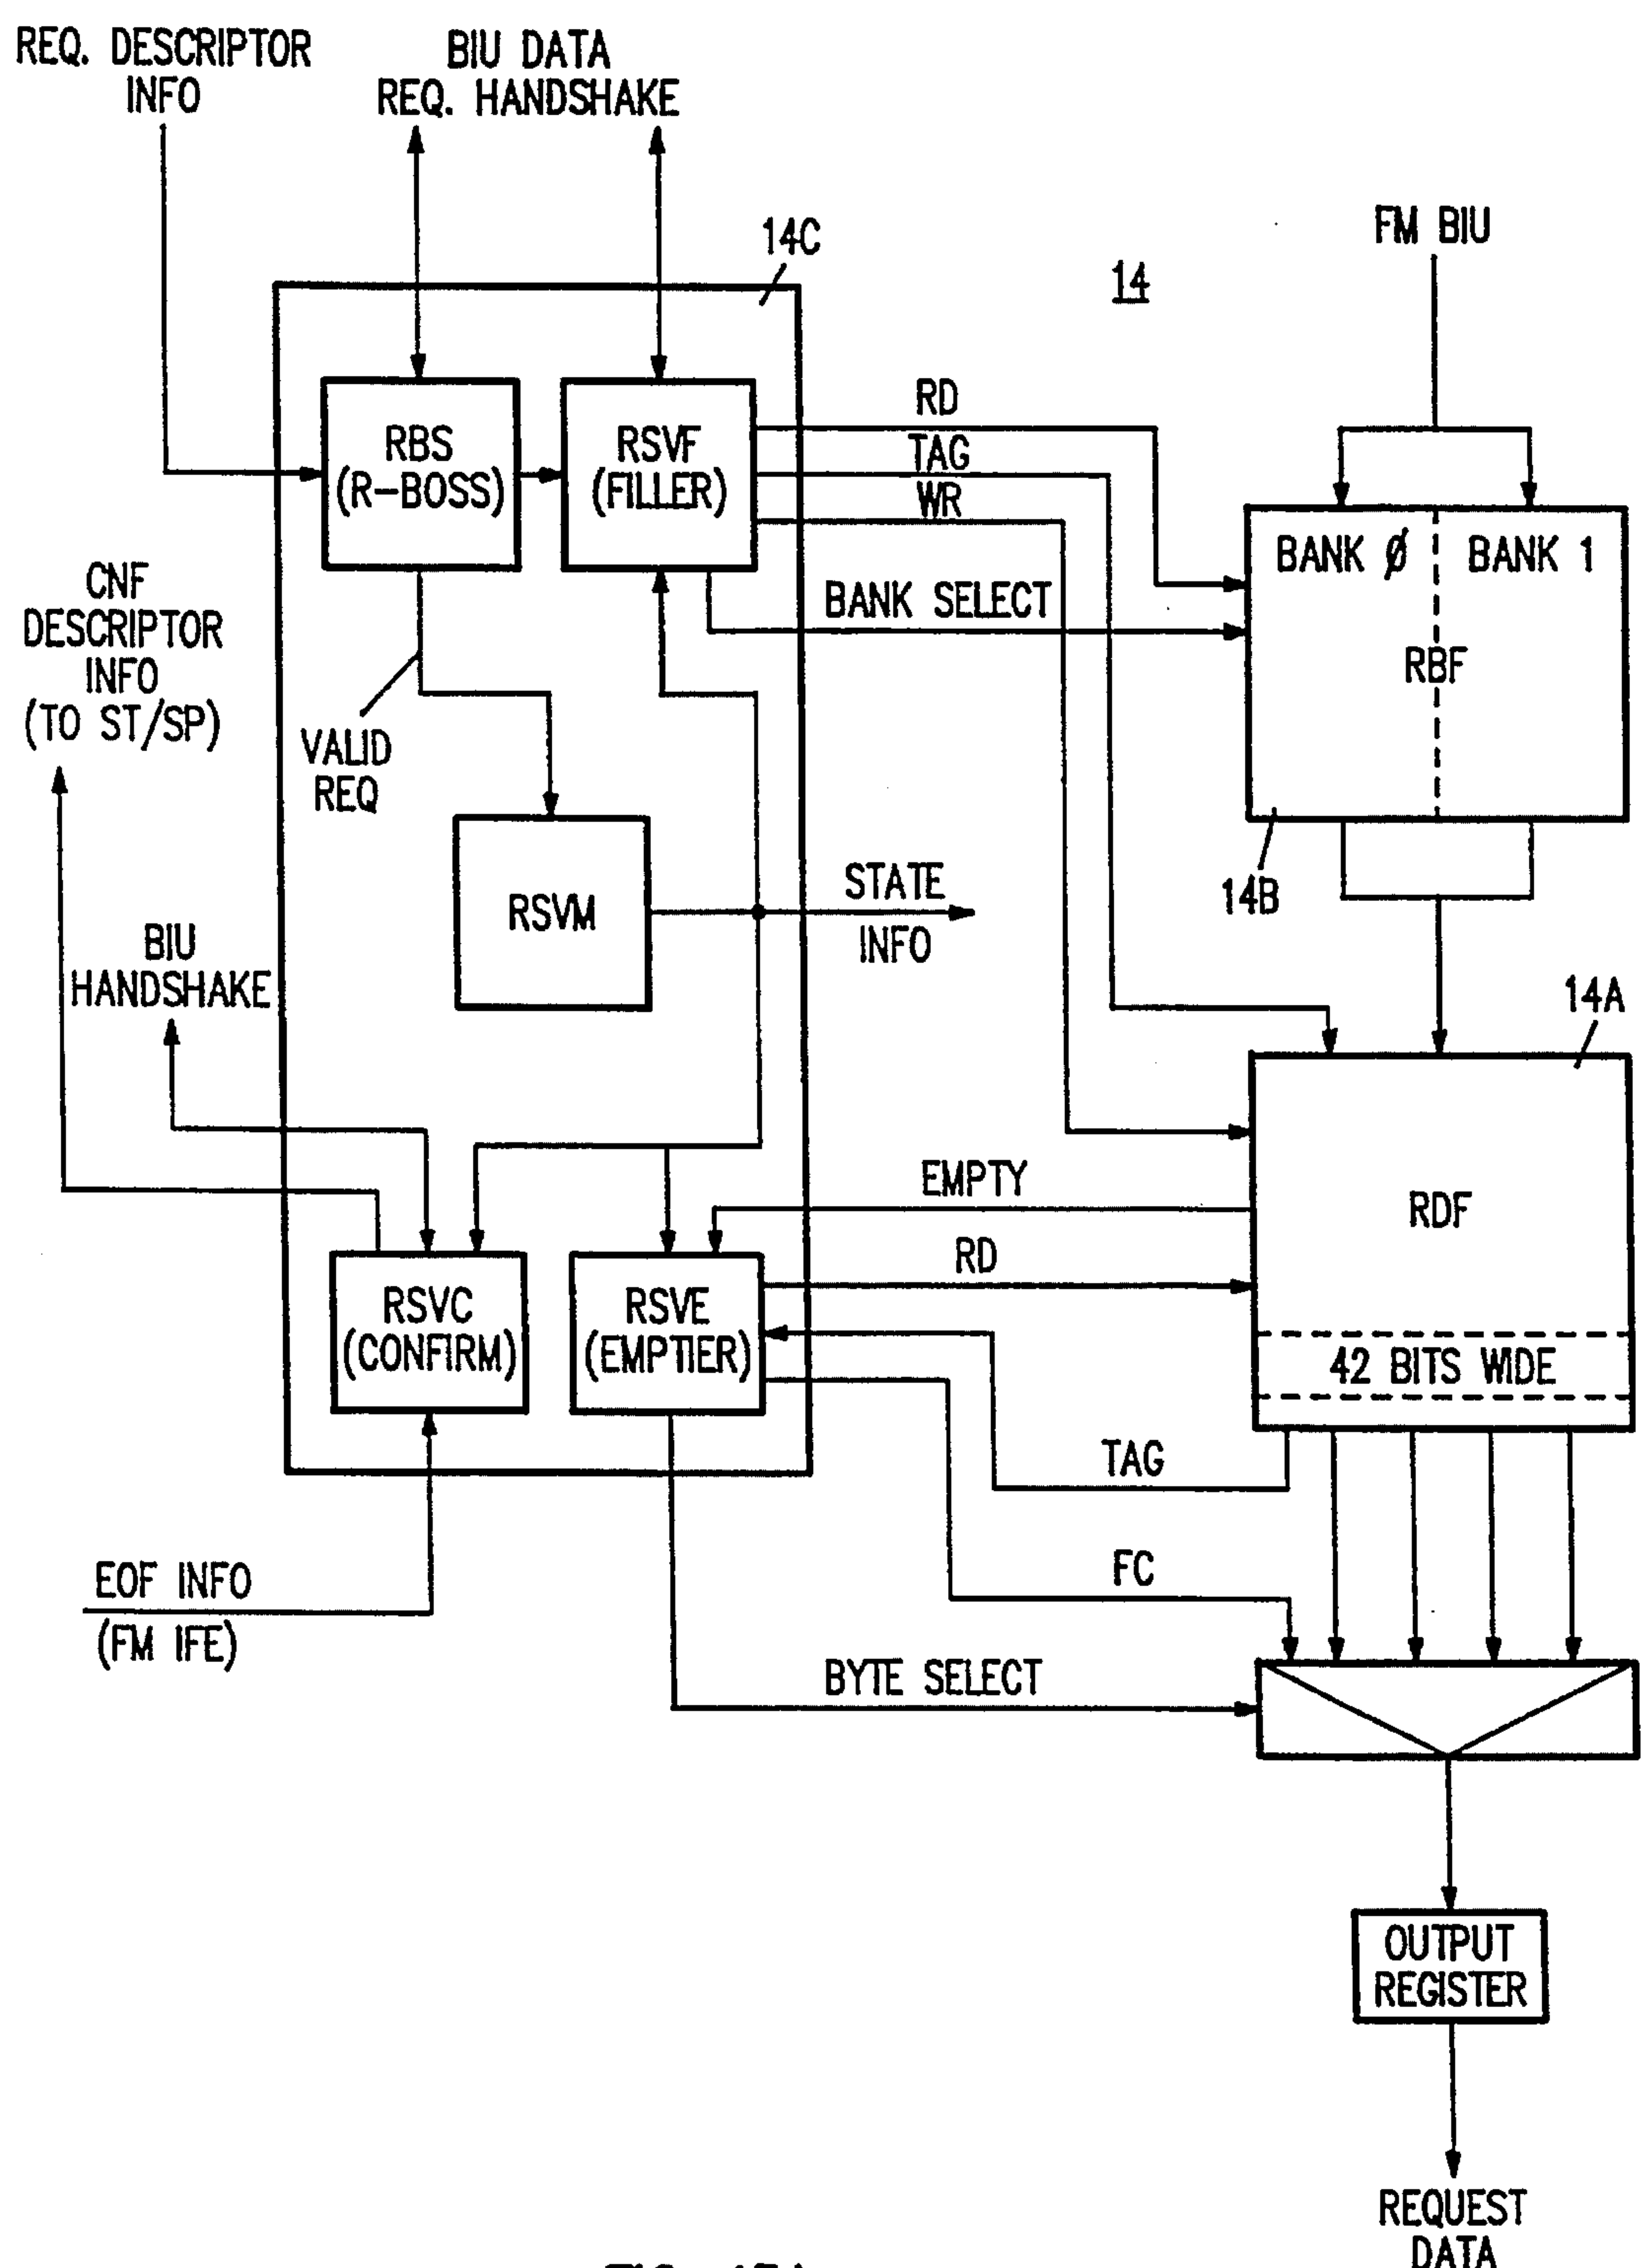 REQ. DESCRIPTOR
INFO
BIU DATA
REQ. HANDSHAKE
14C
14
FM BIU
RBS
(R-BOSS)
RSVF
(FILLER)
RD
TAG
WR
BANK SELECT
BANK Ø
BANK 1
RBF
14B
CNF
DESCRIPTOR
INFO
(TO ST/SP)
VALID
REQ
RSVM
STATE
INFO
BIU
HANDSHAKE
14A
RDF
42 BITS WIDE
EMPTY
RD
RSVC
(CONFIRM)
RSVE
(EMPTIER)
TAG
FC
EOF INFO
(FM IFE)
BYTE SELECT
OUTPUT
REGISTER
REQUEST
DATA